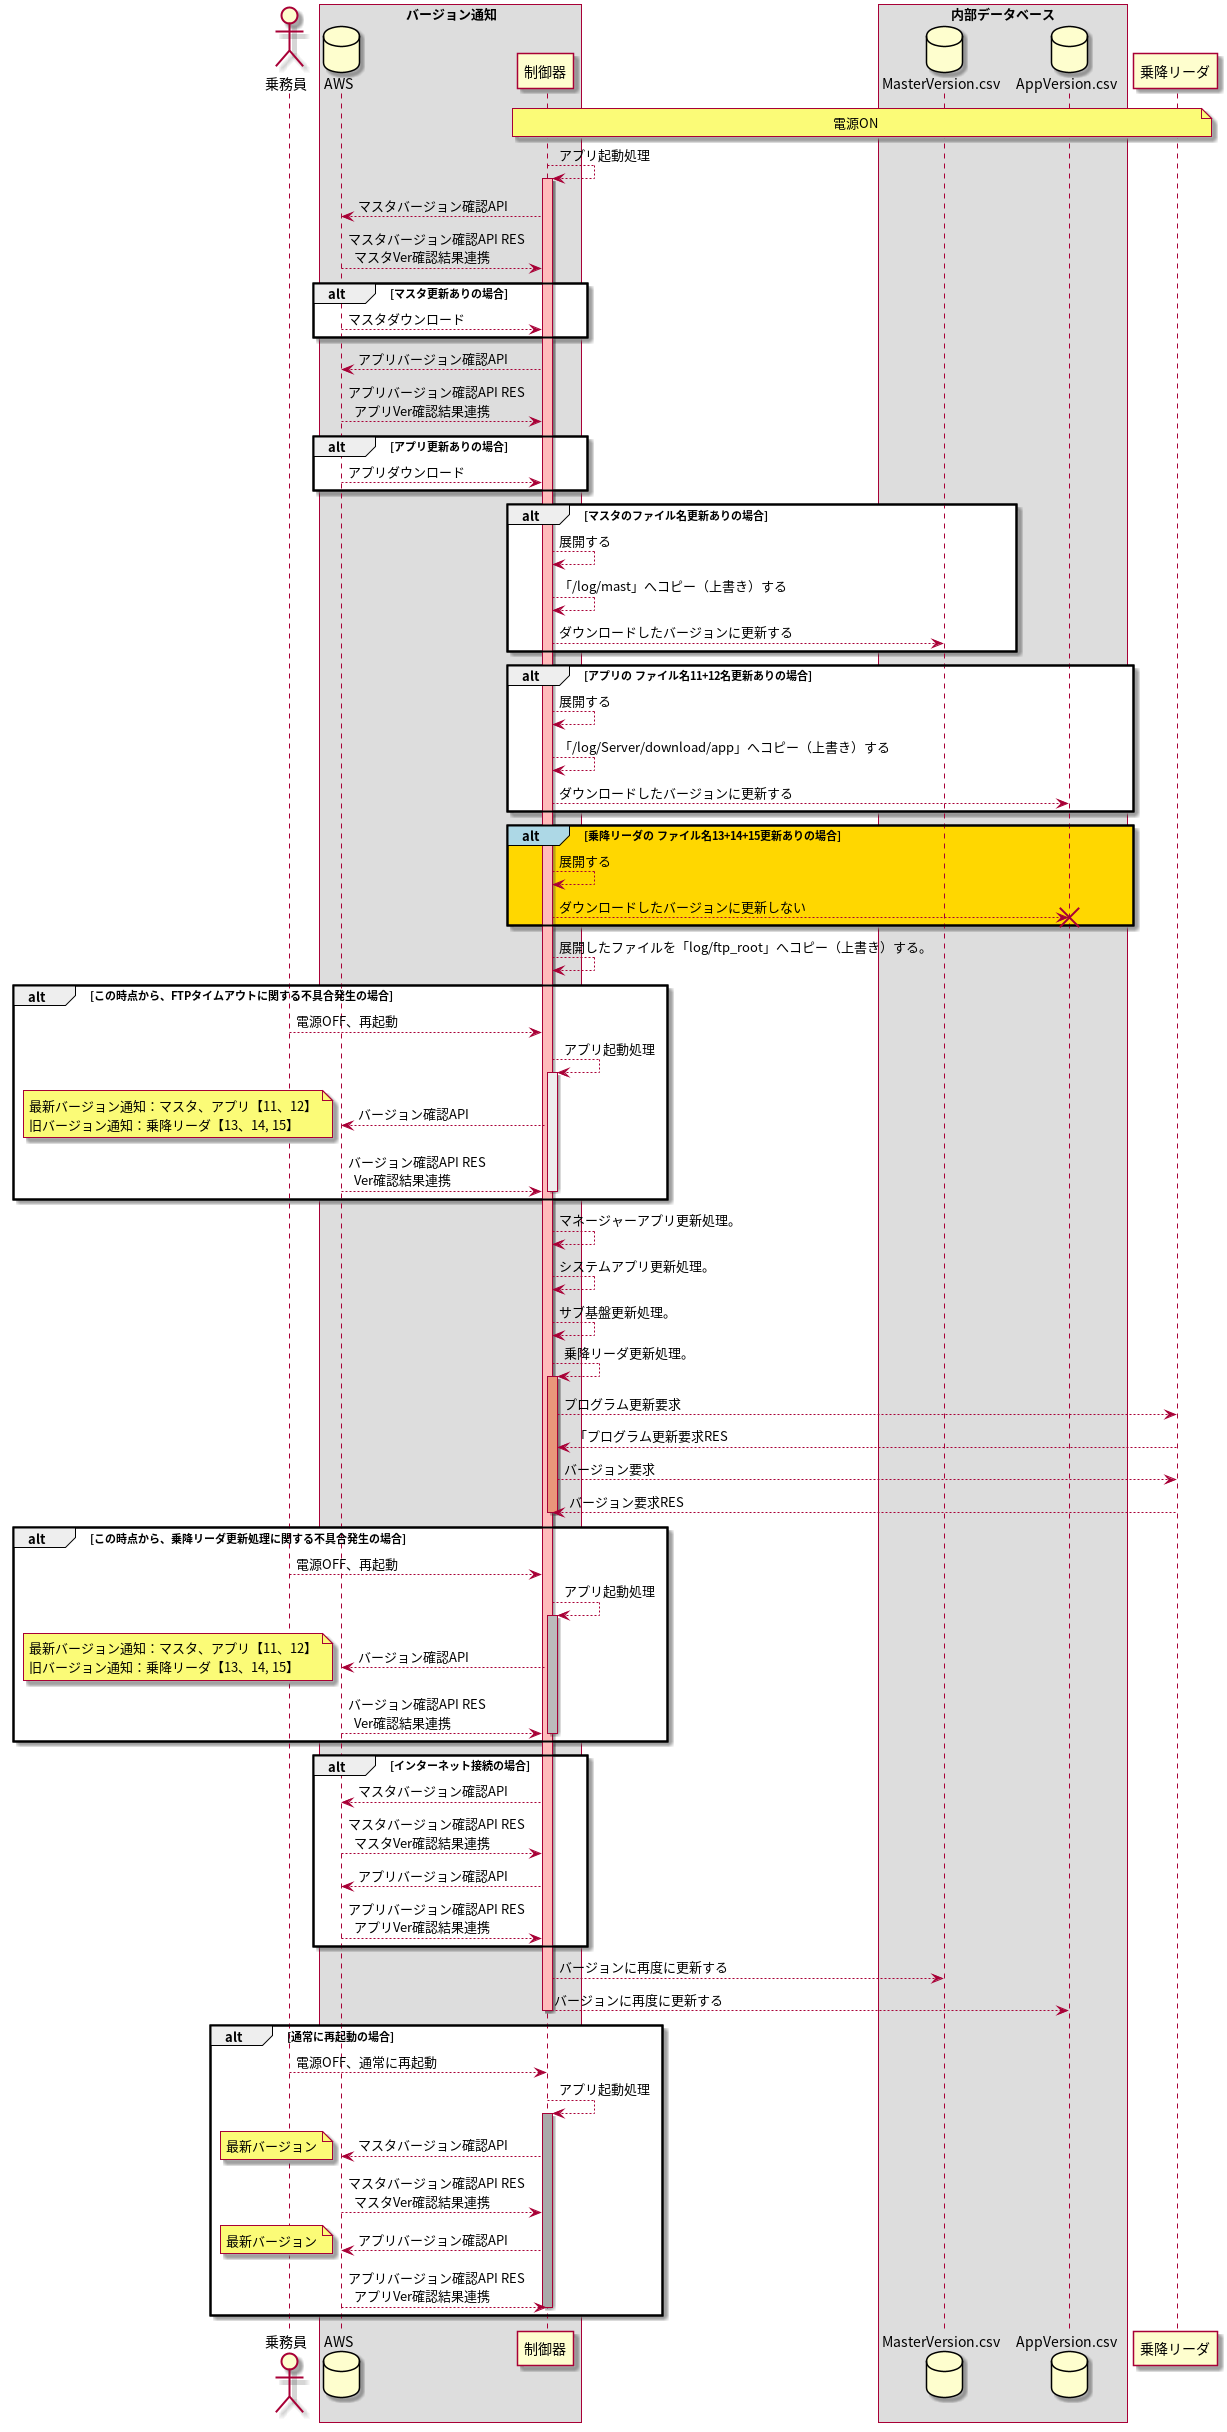 バージョン通知
内部データベース
乗務員
AWS
制御器
MasterVersion.csv
AppVersion.csv
乗降リーダ
電源ON
アプリ起動処理
マスタバージョン確認API
マスタバージョン確認API RES
マスタVer確認結果連携
alt
[マスタ更新ありの場合]
マスタダウンロード
アプリバージョン確認API
アプリバージョン確認API RES
アプリVer確認結果連携
alt
[アプリ更新ありの場合]
アプリダウンロード
alt
[マスタのファイル名更新ありの場合]
展開する
「/log/mast」へコピー（上書き）する
ダウンロードしたバージョンに更新する
alt
[アプリの ファイル名11+12名更新ありの場合]
展開する
「/log/Server/download/app」へコピー（上書き）する
ダウンロードしたバージョンに更新する
alt
[乗降リーダの ファイル名13+14+15更新ありの場合]
展開する
ダウンロードしたバージョンに更新しない
展開したファイルを「log/ftp_root」へコピー（上書き）する。
alt
[この時点から、FTPタイムアウトに関する不具合発生の場合]
電源OFF、再起動
アプリ起動処理
最新バージョン通知：マスタ、アプリ【11、12】
旧バージョン通知：乗降リーダ【13、14, 15】
バージョン確認API
バージョン確認API RES
Ver確認結果連携
マネージャーアプリ更新処理。
システムアプリ更新処理。
サブ基盤更新処理。
乗降リーダ更新処理。
プログラム更新要求
「プログラム更新要求RES
バージョン要求
バージョン要求RES
alt
[この時点から、乗降リーダ更新処理に関する不具合発生の場合]
電源OFF、再起動
アプリ起動処理
最新バージョン通知：マスタ、アプリ【11、12】
旧バージョン通知：乗降リーダ【13、14, 15】
バージョン確認API
バージョン確認API RES
Ver確認結果連携
alt
[インターネット接続の場合]
マスタバージョン確認API
マスタバージョン確認API RES
マスタVer確認結果連携
アプリバージョン確認API
アプリバージョン確認API RES
アプリVer確認結果連携
バージョンに再度に更新する
バージョンに再度に更新する
alt
[通常に再起動の場合]
電源OFF、通常に再起動
アプリ起動処理
最新バージョン
マスタバージョン確認API
マスタバージョン確認API RES
マスタVer確認結果連携
最新バージョン
アプリバージョン確認API
アプリバージョン確認API RES
アプリVer確認結果連携
乗務員
AWS
制御器
MasterVersion.csv
AppVersion.csv
乗降リーダ